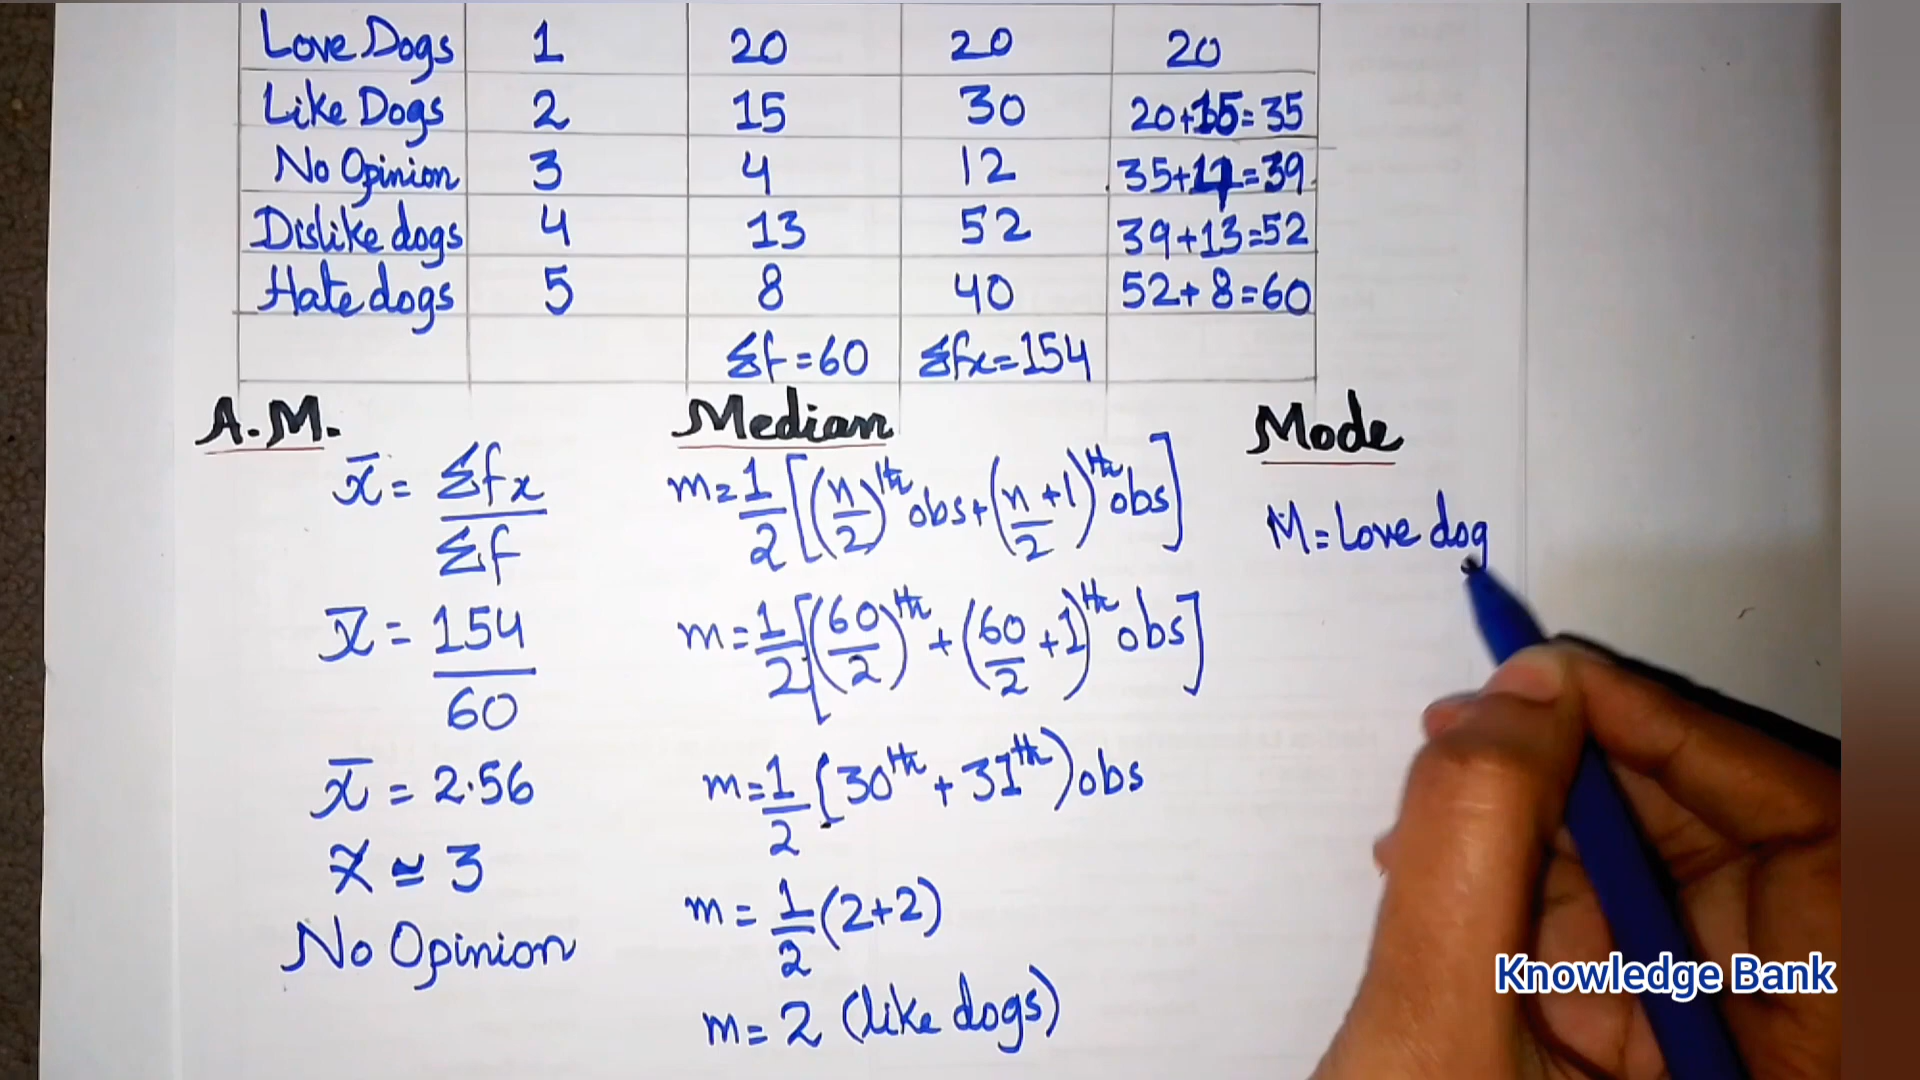 Love Dogs 1 20 20 20
Like Dogs 2 15 30 20+15=35
No Opinion 3 4 12 35+4=39
Dislike dogs 4 13 52 39+13=52
Hate dogs 5 8 40 52+8=60
Σf=60 Σfx=154
A.M.
x̄ = Σfx / Σf
x̄ = 154 / 60
x̄ = 2.56
x ≃ 3
No Opinion
Median
m=1/2[(n/2)th obs+(n/2+1)th obs]
m=1/2[(60/2)th+(60/2+1)th obs]
m=1/2(30th+31th)obs
m=1/2(2+2)
m=2 (like dogs)
Mode
M=Love dog
Knowledge Bank